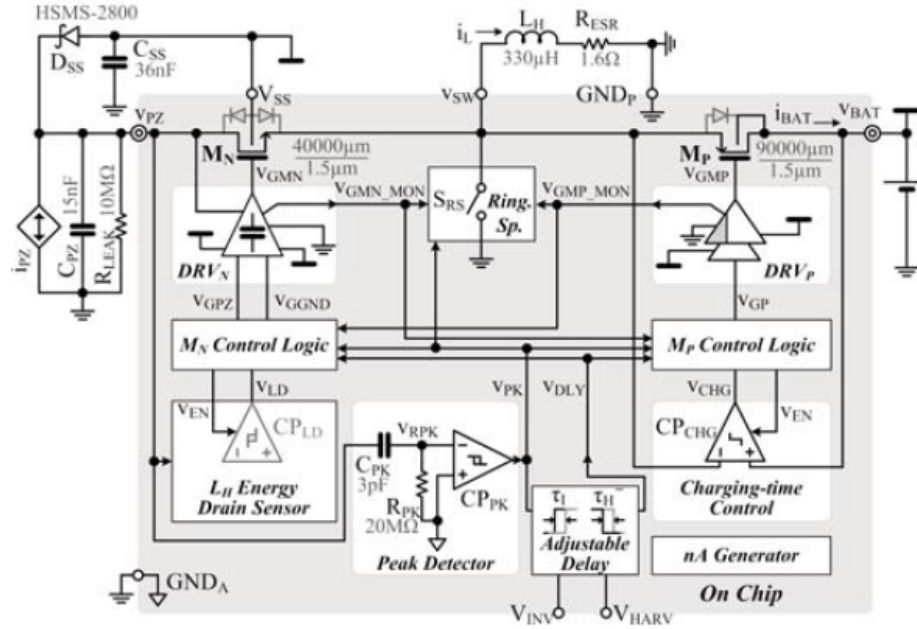 HSMS-2800
DSS
CSS
36nF
VSS
iL
LH
330μH
RESR
1.6Ω
vSW
GNDP
vPZ
MN
40000μm
1.5μm
MP
90000μm
1.5μm
iBAT
vBAT
vGMN
vGMN_MON
SRS
Ring.
Sp.
vGMP_MON
vGMP
iPZ
CPZ
15nF
RLEAK
10MΩ
DRVN
DRVP
vGPZ
vGGND
vGP
MN Control Logic
MP Control Logic
vEN
vLD
vPK
vDLY
vCHG
vEN
CPLD
LH Energy
Drain Sensor
CPK
3pF
vRPK
RPK
20MΩ
CPPK
Peak Detector
τI
τH
Adjustable
Delay
CPCHG
Charging-time
Control
nA Generator
On Chip
GNDA
VINV
VHARV